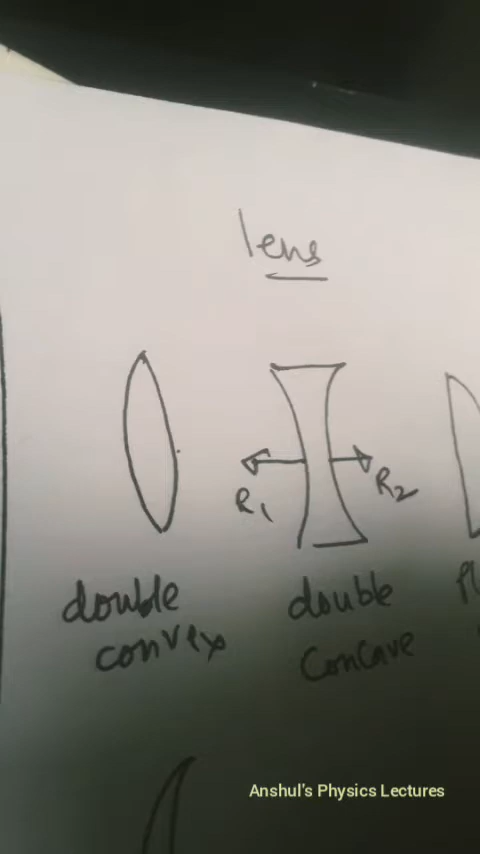 lens
R1
R2
double
convex
double
concave
Anshul's Physics Lectures